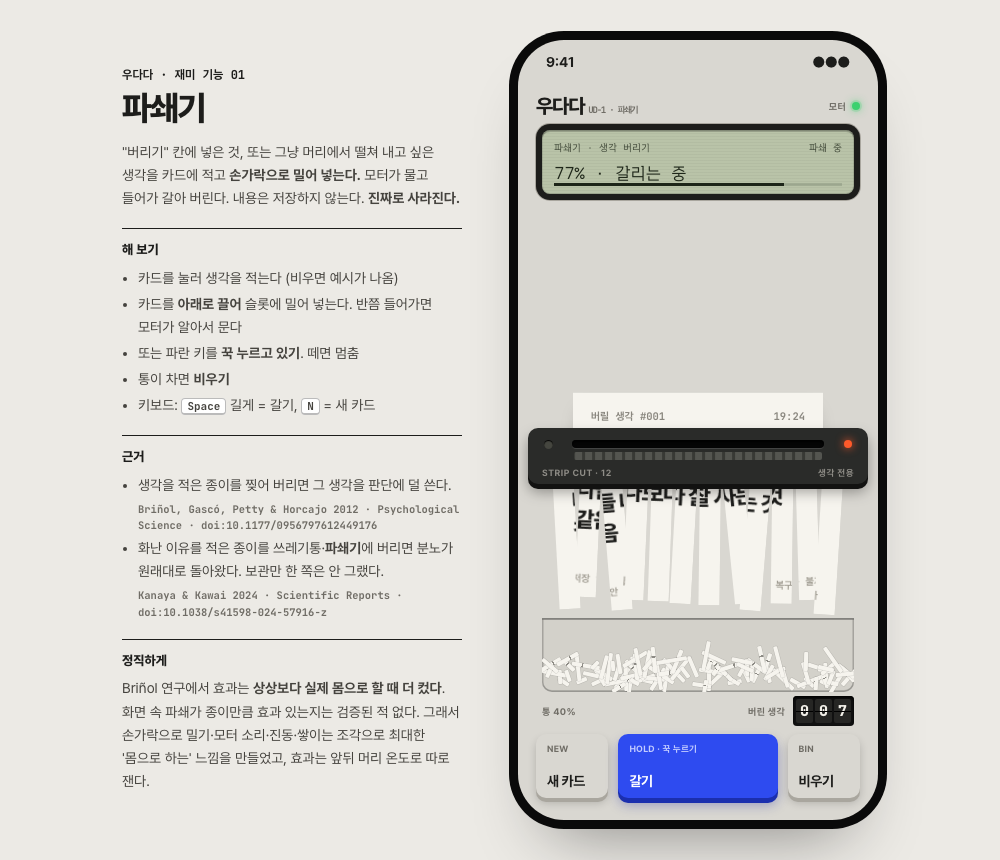 우다다 · 재미 기능 01
파쇄기
"버리기" 칸에 넣은 것, 또는 그냥 머리에서 떨쳐 내고 싶은
생각을 카드에 적고 손가락으로 밀어 넣는다. 모터가 물고
들어가 갈아 버린다. 내용은 저장하지 않는다. 진짜로 사라진다.
해 보기
• 카드를 눌러 생각을 적는다 (비우면 예시가 나옴)
• 카드를 아래로 끌어 슬롯에 밀어 넣는다. 반쯤 들어가면
모터가 알아서 문다
• 또는 파란 키를 꾹 누르고 있기. 떼면 멈춤
• 통이 차면 비우기
• 키보드: Space 길게 = 갈기, N = 새 카드
근거
• 생각을 적은 종이를 찢어 버리면 그 생각을 판단에 덜 쓴다.
Briñol, Gascó, Petty & Horcajo 2012 · Psychological
Science · doi:10.1177/0956797612449176
• 화난 이유를 적은 종이를 쓰레기통·파쇄기에 버리면 분노가
원래대로 돌아왔다. 보관만 한 쪽은 안 그랬다.
Kanaya & Kawai 2024 · Scientific Reports ·
doi:10.1038/s41598-024-57916-z
정직하게
Briñol 연구에서 효과는 상상보다 실제 몸으로 할 때 더 컸다.
화면 속 파쇄가 종이만큼 효과 있는지는 검증된 적 없다. 그래서
손가락으로 밀기·모터 소리·진동·쌓이는 조각으로 최대한
'몸으로 하는' 느낌을 만들었고, 효과는 앞뒤 머리 온도로 따로
잰다.
9:41
우다다 UD-1 · 파쇄기
모터
파쇄기 · 생각 버리기
파쇄 중
77% · 갈리는 중
버릴 생각 #001
19:24
STRIP CUT · 12
생각 전용
보다 잘 사는 것
같음
복구
통 40%
버린 생각
007
NEW
새 카드
HOLD · 꾹 누르기
갈기
BIN
비우기